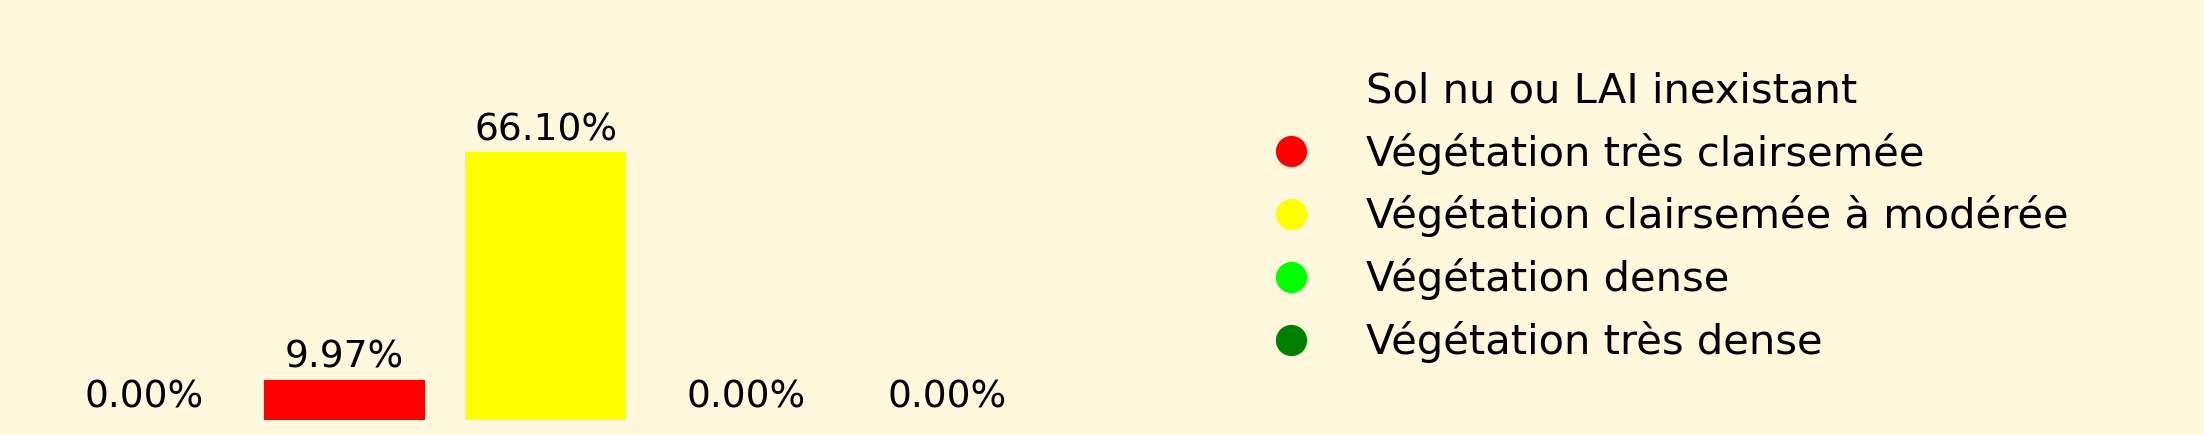 66.10%
9.97%
0.00%
0.00%
0.00%
Sol nu ou LAI inexistant
Végétation très clairsemée
Végétation clairsemée à modérée
Végétation dense
Végétation très dense